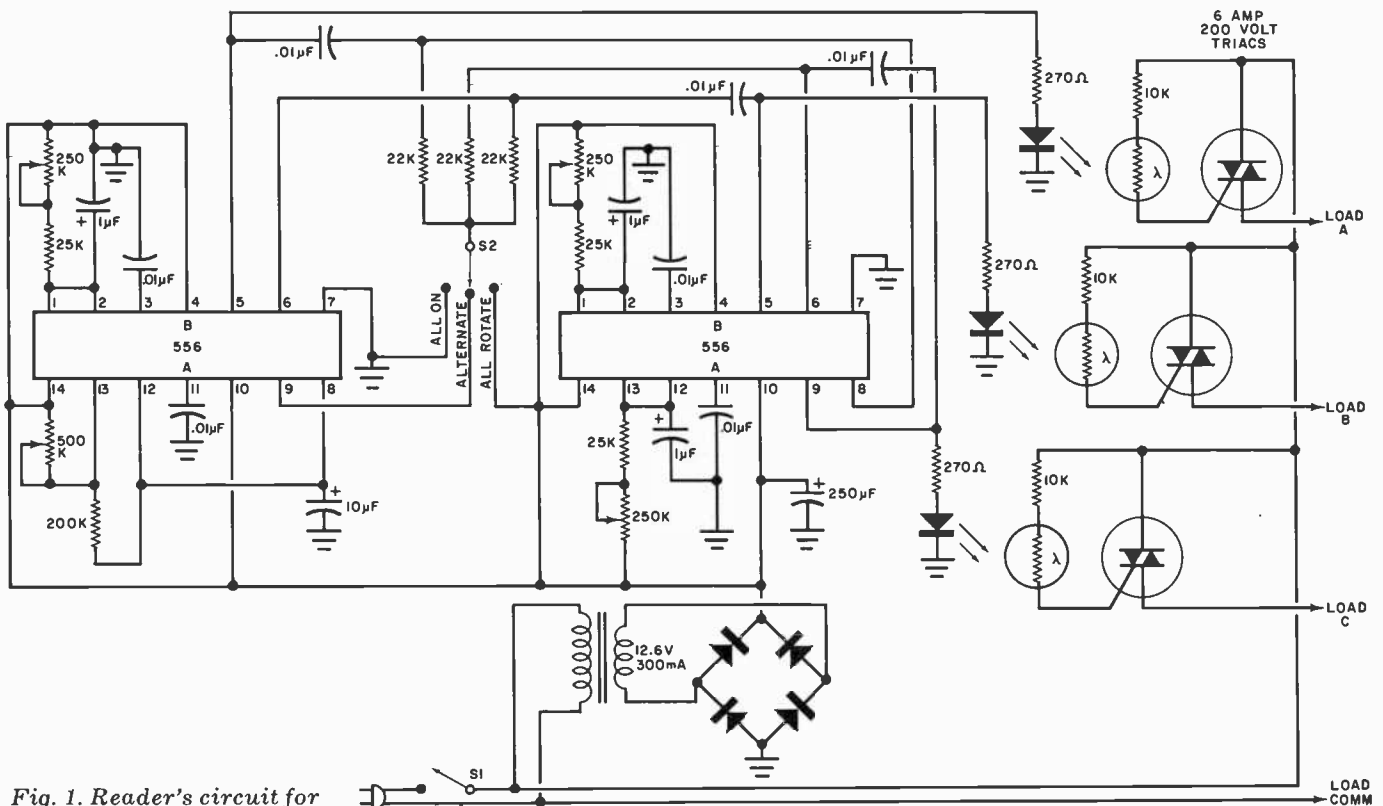 6 AMP
200 VOLT
TRIACS
.01µF
.01µF
.01µF
270Ω
10K
λ
LOAD
A
250
K
1µF
+
25K
.01µF
22K
22K
22K
S2
ALL ON
ALTERNATE
ALL ROTATE
250
K
+
1µF
25K
.01µF
270Ω
10K
λ
LOAD
B
1 2 3 4 5 6 7
B
556
A
14 13 12 11 10 9 8
1 2 3 4 5 6 7
B
556
A
14 13 12 11 10 9 8
500
K
.01µF
200K
+
10µF
25K
+
1µF
.01µF
250K
+
250µF
270Ω
10K
λ
LOAD
C
12.6V
300mA
S1
LOAD
COMM
Fig. 1. Reader's circuit for